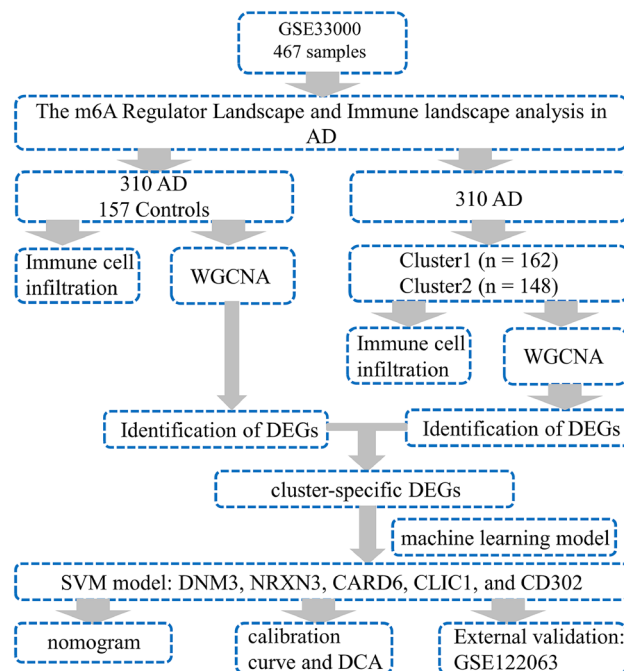 GSE33000
467 samples
The m6A Regulator Landscape and Immune landscape analysis in
AD
310 AD
157 Controls
310 AD
Immune cell
infiltration
WGCNA
Cluster1 (n = 162)
Cluster2 (n = 148)
Immune cell
infiltration
WGCNA
Identification of DEGs
Identification of DEGs
cluster-specific DEGs
machine learning model
SVM model: DNM3, NRXN3, CARD6, CLIC1, and CD302
nomogram
calibration
curve and DCA
External validation:
GSE122063